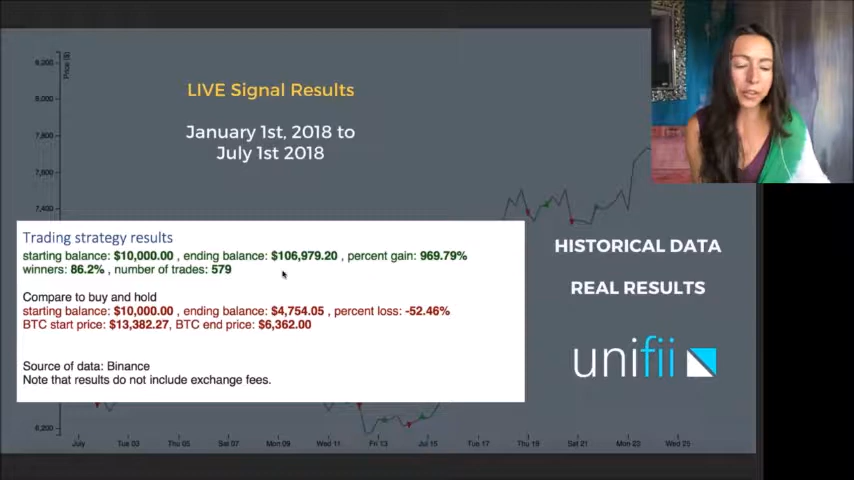 LIVE Signal Results
January 1st, 2018 to
July 1st 2018
Price ($)
8,000
7,800
7,600
7,400
Trading strategy results
starting balance: $10,000.00 , ending balance: $106,979.20 , percent gain: 969.79%
winners: 86.2% , number of trades: 579
Compare to buy and hold
starting balance: $10,000.00 , ending balance: $4,754.05 , percent loss: -52.46%
BTC start price: $13,382.27, BTC end price: $6,362.00
Source of data: Binance
Note that results do not include exchange fees.
HISTORICAL DATA
REAL RESULTS
unifii
6,200
July
Tue 03
Thu 05
Sat 07
Mon 09
Wed 11
Fri 13
Jul 15
Tue 17
Thu 19
Sat 21
Mon 23
Wed 25